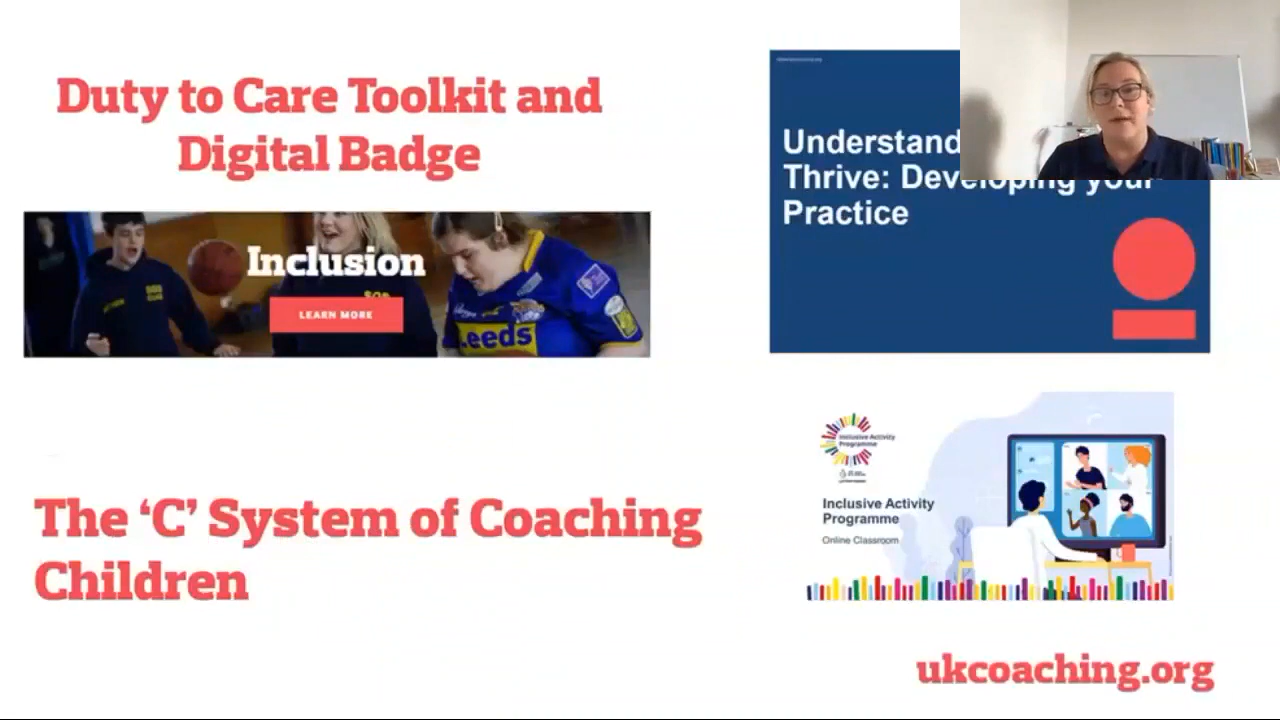 Duty to Care Toolkit and
Digital Badge
Inclusion
LEARN MORE
Leeds
Understand
Thrive: Developing your
Practice
Inclusive Activity
Programme
Inclusive Activity
Programme
Online Classroom
The ‘C’ System of Coaching
Children
ukcoaching.org